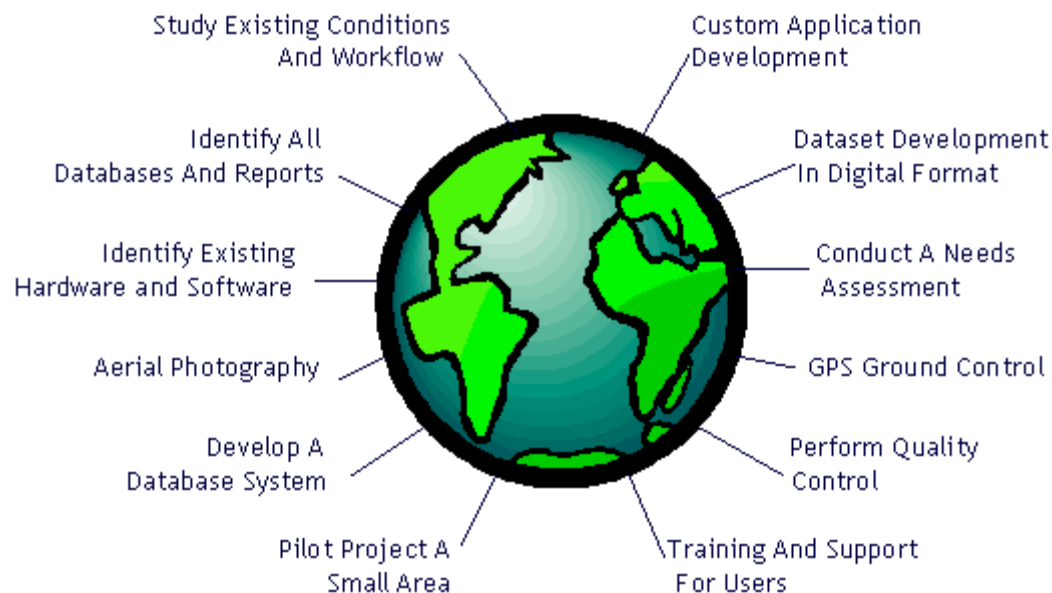 Study Existing Conditions
And Workflow
Identify All
Databases And Reports
Identify Existing
Hardware and Software
Aerial Photography
Develop A
Database System
Pilot Project A
Small Area
Custom Application
Development
Dataset Development
In Digital Format
Conduct A Needs
Assessment
GPS Ground Control
Perform Quality
Control
Training And Support
For Users